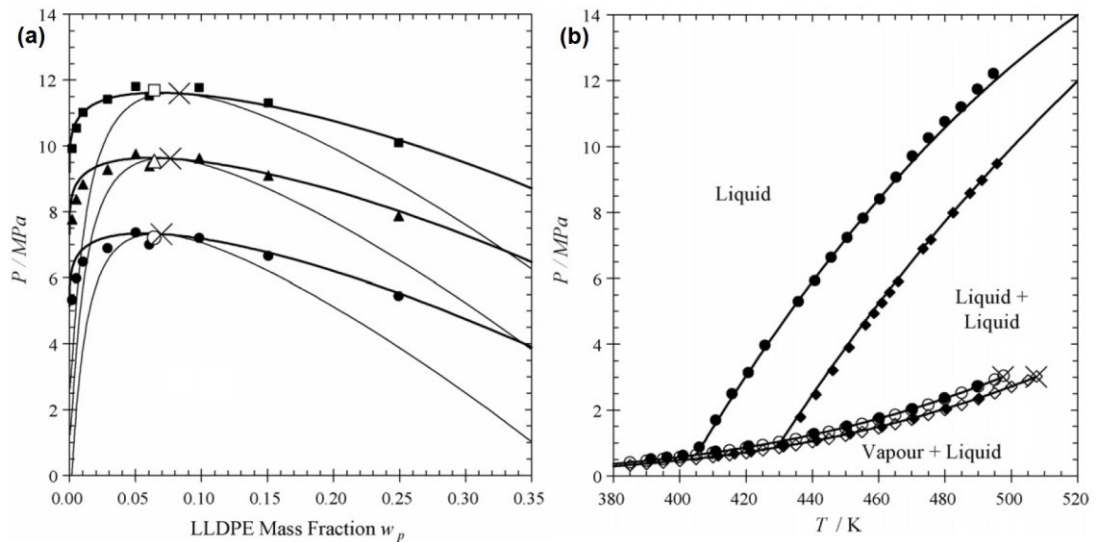 (a)
14
12
10
8
6
4
2
0
P / MPa
0.00 0.05 0.10 0.15 0.20 0.25 0.30 0.35
LLDPE Mass Fraction w_p
(b)
14
12
10
8
6
4
2
0
P / MPa
Liquid
Liquid +
Liquid
Vapour + Liquid
380 400 420 440 460 480 500 520
T / K